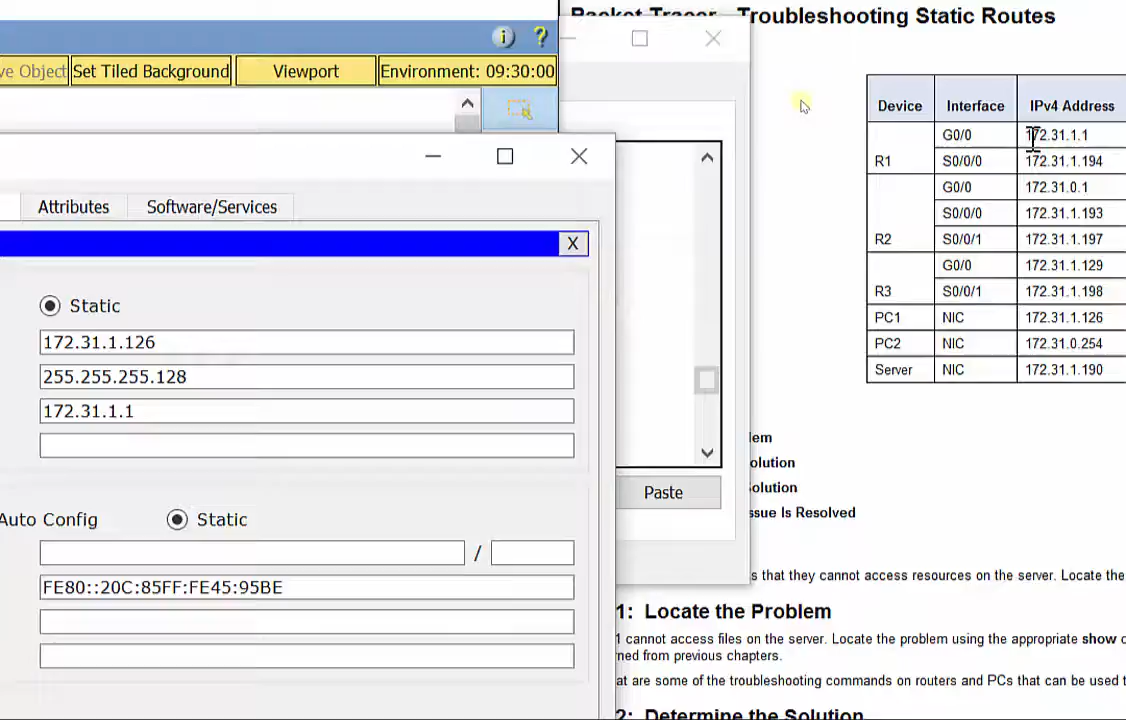 Packet Tracer - Troubleshooting Static Routes
ve Object
Set Tiled Background
Viewport
Environment: 09:30:00
Device Interface IPv4 Address
G0/0 172.31.1.1
R1 S0/0/0 172.31.1.194
G0/0 172.31.0.1
S0/0/0 172.31.1.193
R2 S0/0/1 172.31.1.197
G0/0 172.31.1.129
R3 S0/0/1 172.31.1.198
PC1 NIC 172.31.1.126
PC2 NIC 172.31.0.254
Server NIC 172.31.1.190
Attributes
Software/Services
X
Static
172.31.1.126
255.255.255.128
172.31.1.1
Auto Config
Static
/
FE80::20C:85FF:FE45:95BE
Paste
lem
olution
Solution
ssue Is Resolved
s that they cannot access resources on the server. Locate the
1: Locate the Problem
1 cannot access files on the server. Locate the problem using the appropriate show c
rned from previous chapters.
at are some of the troubleshooting commands on routers and PCs that can be used t
2: Determine the Solution